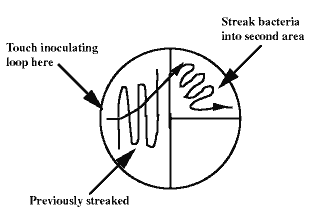 Streak bacteria
into second area
Touch inoculating
loop here
Previously streaked